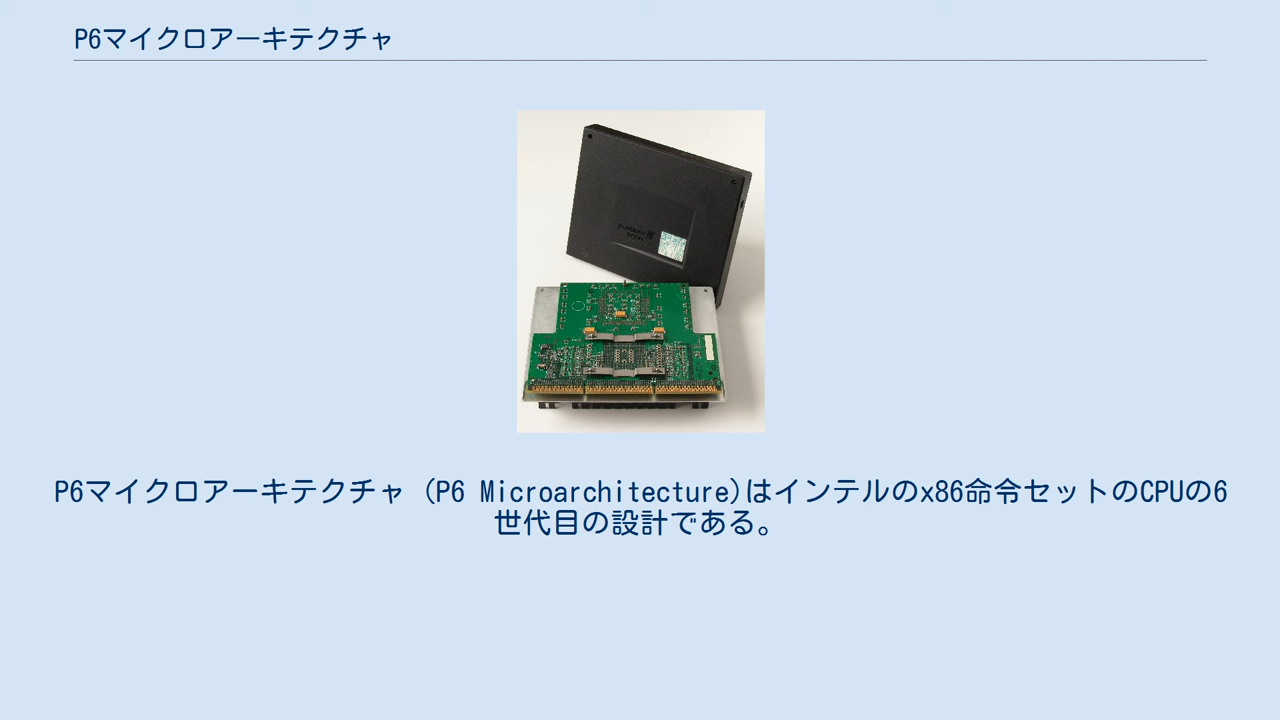 P6マイクロアーキテクチャ
P6マイクロアーキテクチャ (P6 Microarchitecture)はインテルのx86命令セットのCPUの6
世代目の設計である。